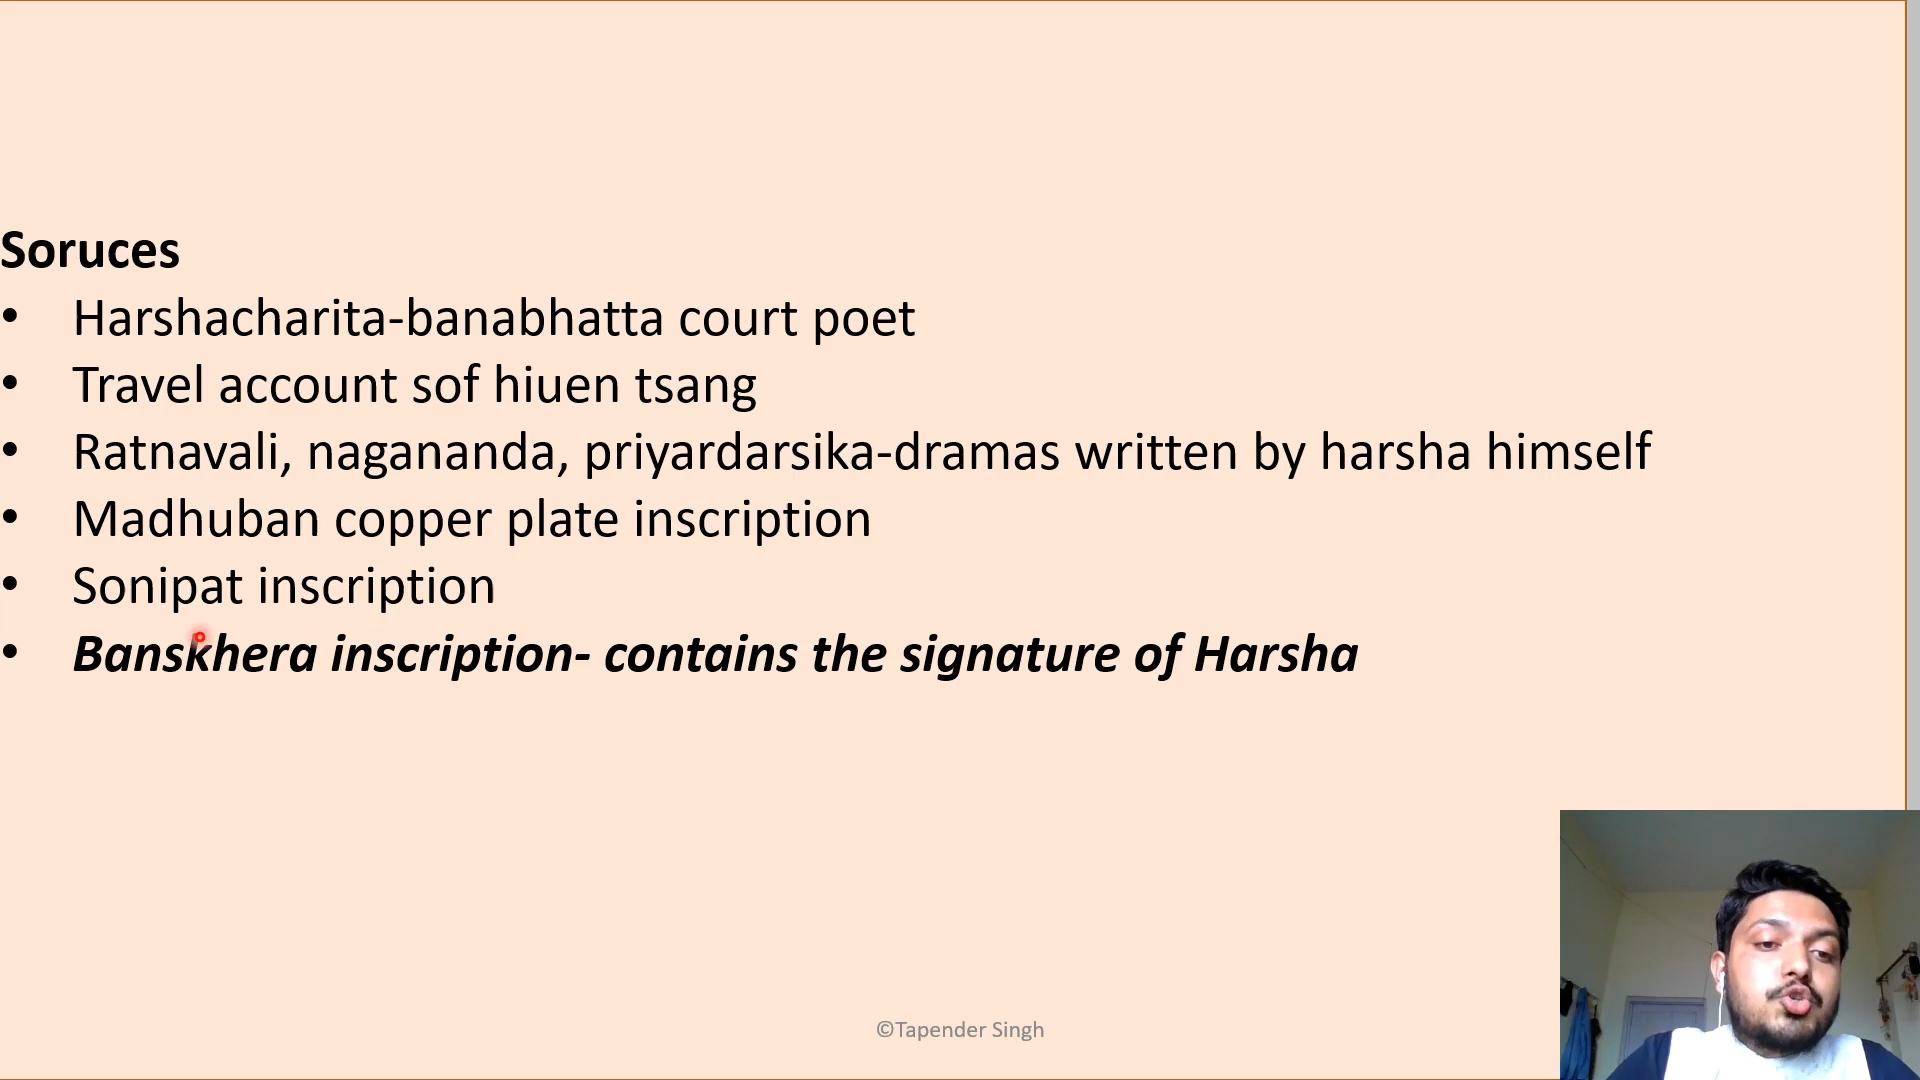 Soruces
• Harshacharita-banabhatta court poet
• Travel account sof hiuen tsang
• Ratnavali, nagananda, priyardarsika-dramas written by harsha himself
• Madhuban copper plate inscription
• Sonipat inscription
• Banskhera inscription- contains the signature of Harsha
©Tapender Singh